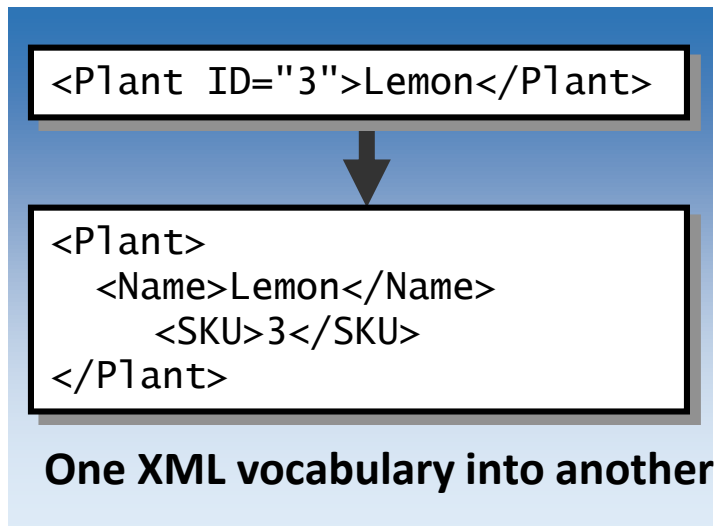 <Plant ID="3">Lemon</Plant>
<Plant>
<Name>Lemon</Name>
<SKU>3</SKU>
</Plant>
One XML vocabulary into another